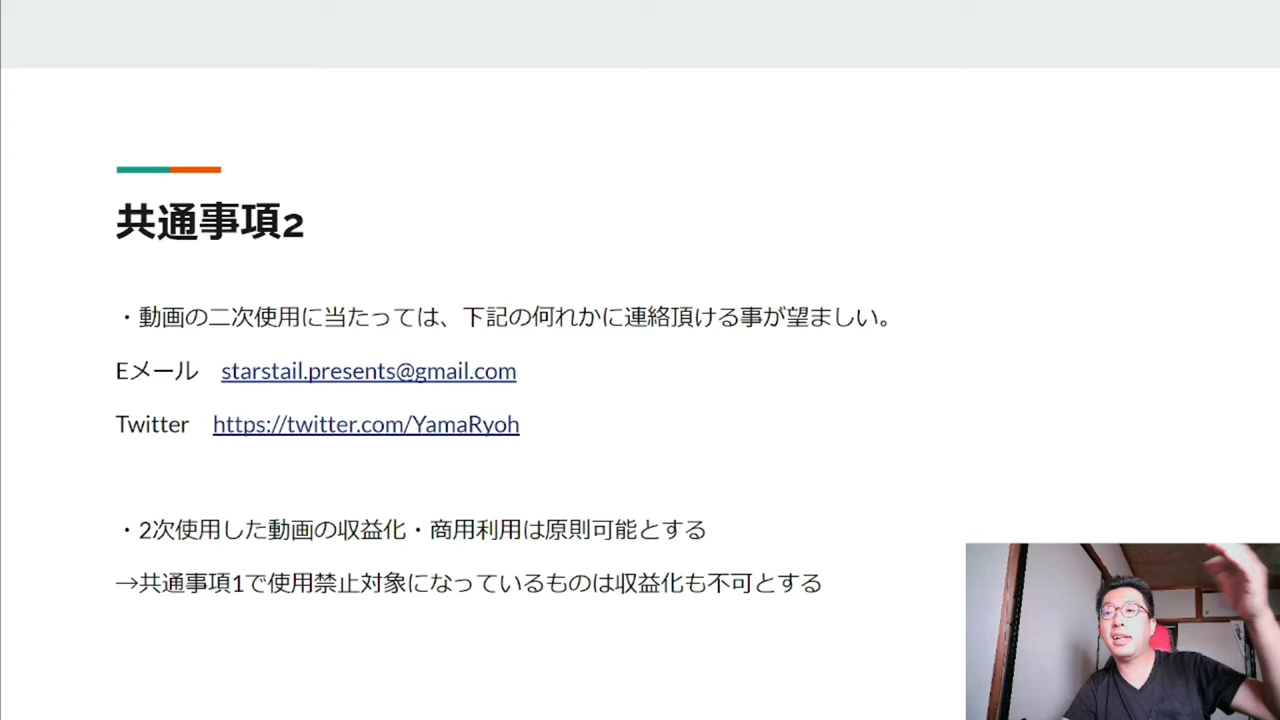 共通事項2
・動画の二次使用に当たっては、下記の何れかに連絡頂ける事が望ましい。
Eメール　starstail.presents@gmail.com
Twitter　https://twitter.com/YamaRyoh
・2次使用した動画の収益化・商用利用は原則可能とする
→共通事項1で使用禁止対象になっているものは収益化も不可とする